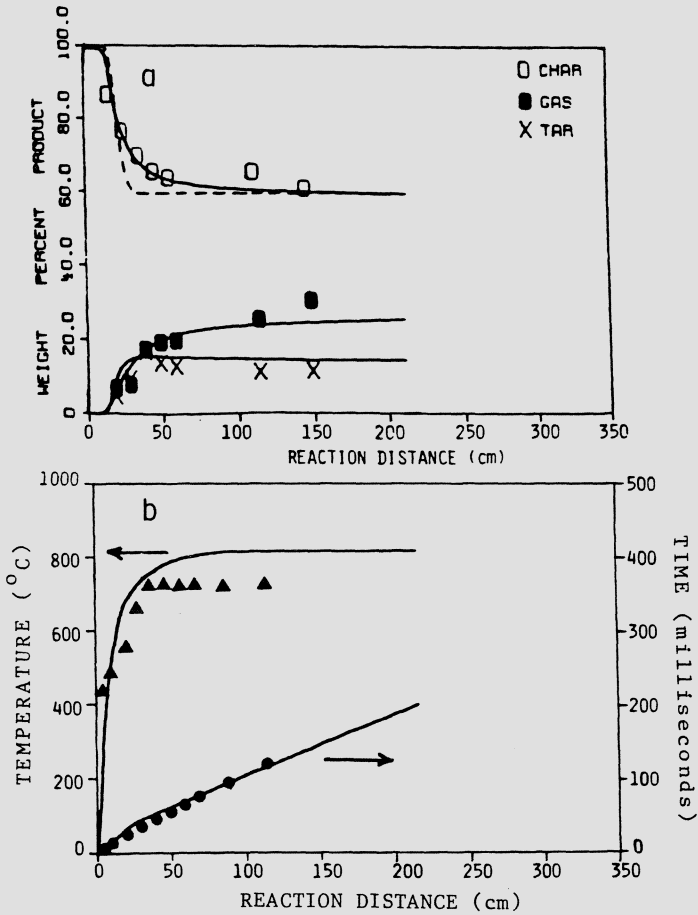 100.0
80.0
60.0
40.0
20.0
0
WEIGHT PERCENT PRODUCT
a
CHAR
GAS
TAR
0 50 100 150 200 250 300 350
REACTION DISTANCE (cm)
1000
800
600
400
200
0
TEMPERATURE (°C)
b
500
400
300
200
100
0
TIME (milliseconds)
0 50 100 150 200 250 300 350
REACTION DISTANCE (cm)